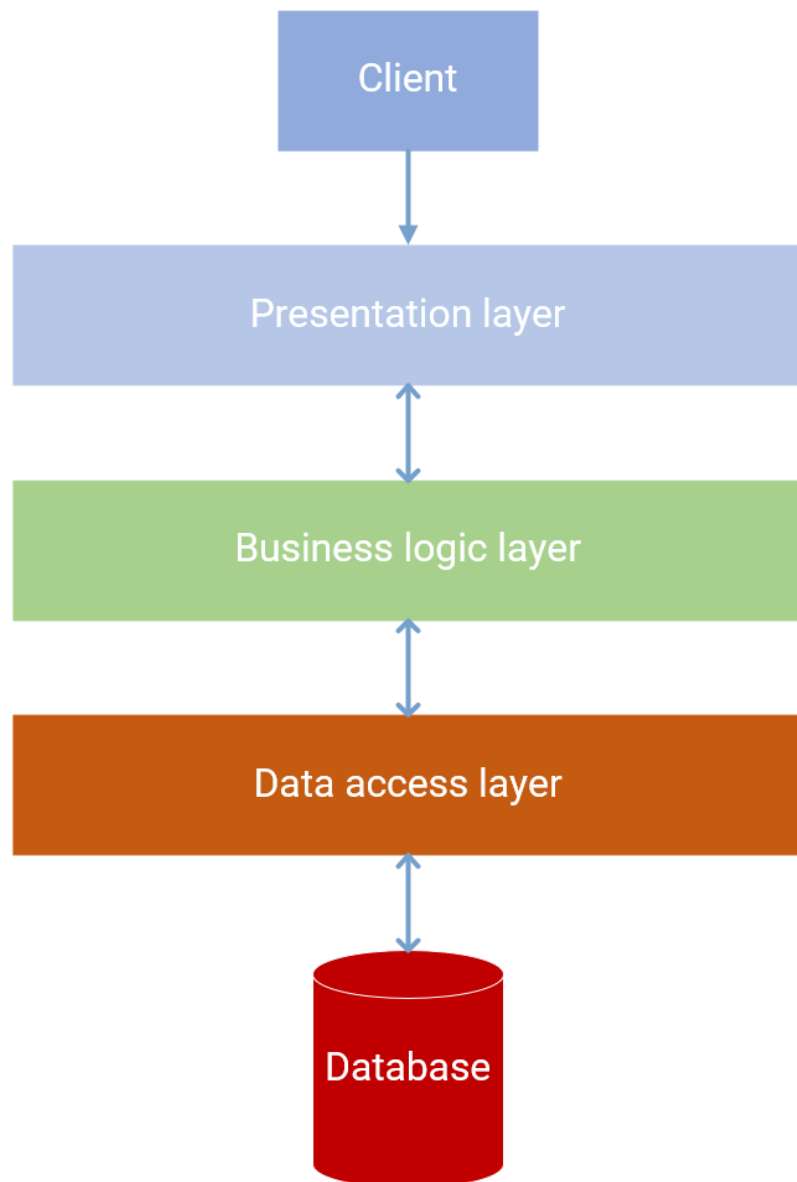 Client
Presentation layer
Business logic layer
Data access layer
Database